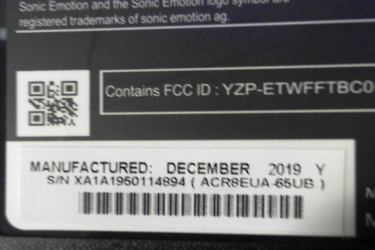 Sonic Emotion and the Sonic Emotion logo symbol are
registered trademarks of sonic emotion ag.
Contains FCC ID : YZP-ETWFFTBC0
MANUFACTURED: DECEMBER 2019 Y
S/N XA1A1950114894 ( ACR8EUA-65UB )